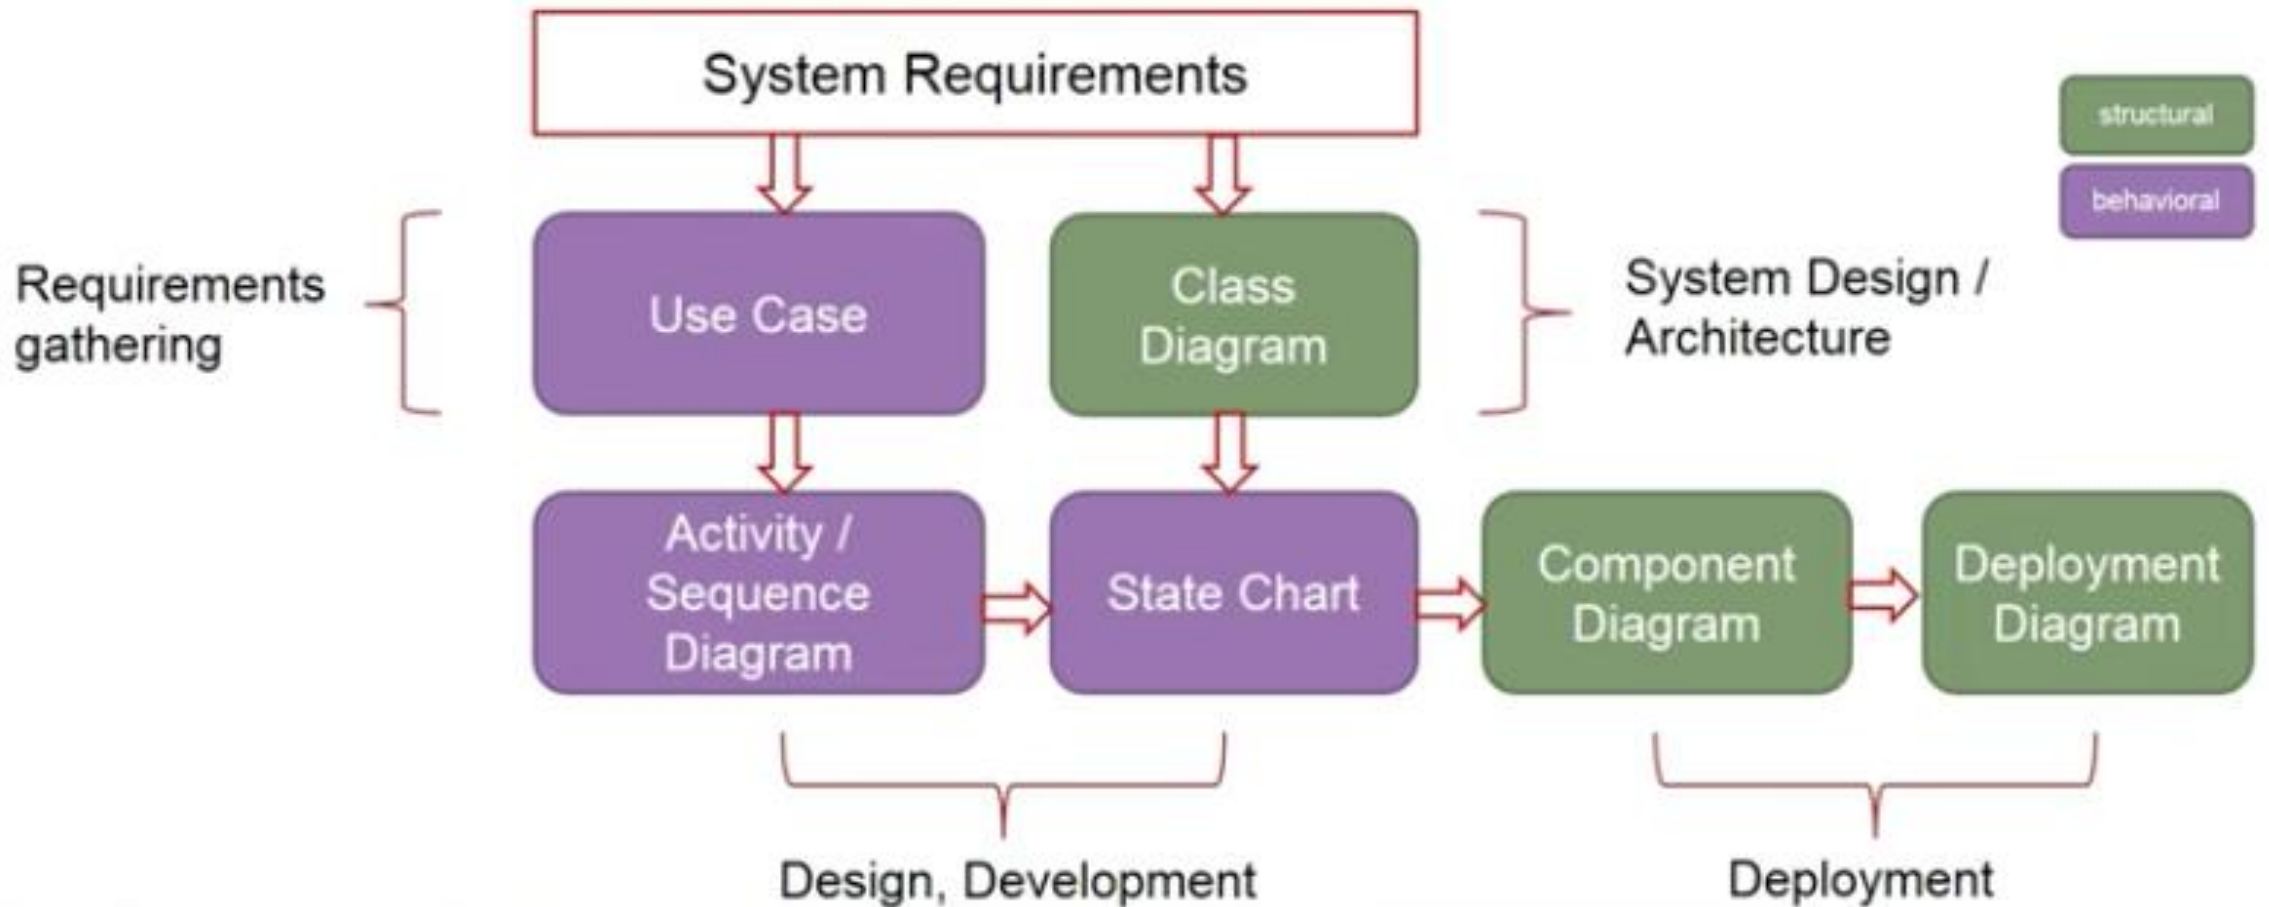 System Requirements
structural
behavioral
Requirements
gathering
Use Case
Class
Diagram
System Design /
Architecture
Activity /
Sequence
Diagram
State Chart
Component
Diagram
Deployment
Diagram
Design, Development
Deployment